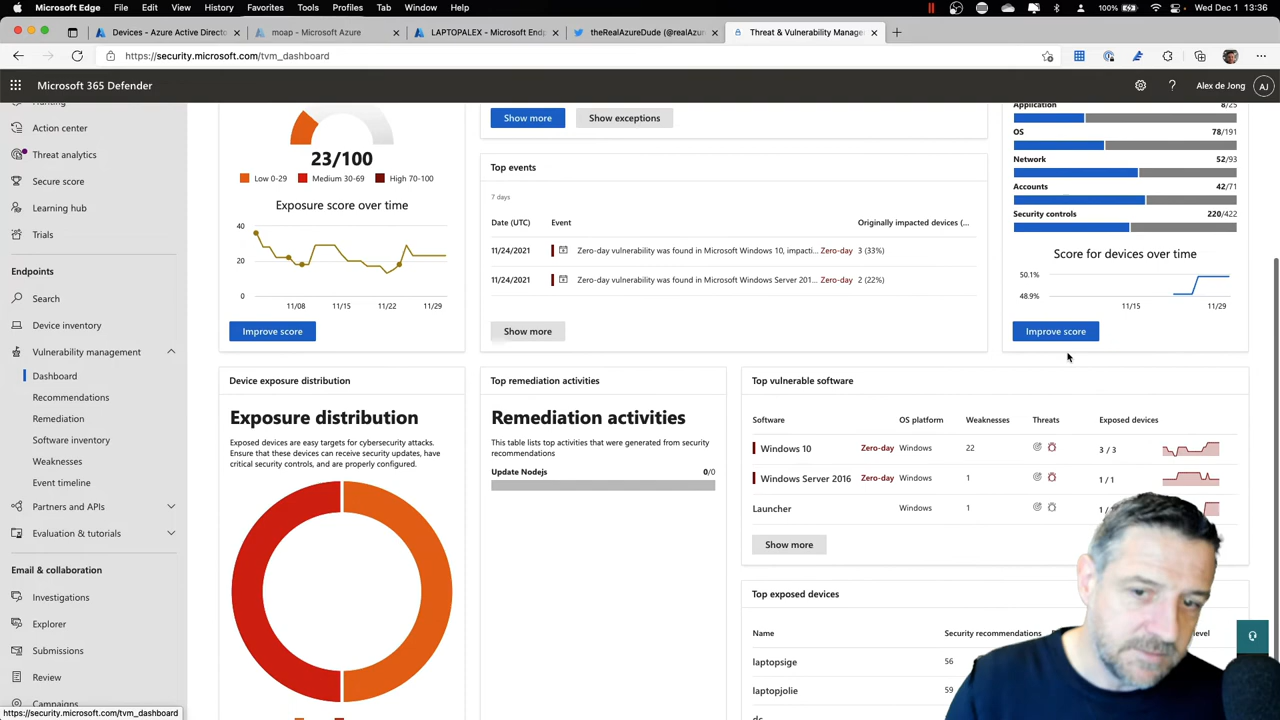 Microsoft Edge File Edit View History Favourites Tools Profiles Tab Window Help 100% Wed Dec 1 13:36
Devices - Azure Active Directo
moap - Microsoft Azure
LAPTOPALEX - Microsoft Endp
theRealAzureDude (@realAzur
Threat & Vulnerability Manage
https://security.microsoft.com/tvm_dashboard
Microsoft 365 Defender
Alex de Jong
AJ
Hunting
Action center
Threat analytics
Secure score
Learning hub
Trials
Endpoints
Search
Device inventory
Vulnerability management
Dashboard
Recommendations
Remediation
Software inventory
Weaknesses
Event timeline
Partners and APIs
Evaluation & tutorials
Email & collaboration
Investigations
Explorer
Submissions
Review
Campaigns
https://security.microsoft.com/tvm_dashboard
23/100
Low 0-29 Medium 30-69 High 70-100
Exposure score over time
40
20
0
11/08 11/15 11/22 11/29
Improve score
Show more Show exceptions
Top events
7 days
Date (UTC) Event Originally impacted devices (...
11/24/2021 Zero-day vulnerability was found in Microsoft Windows 10, impacti... Zero-day 3 (33%)
11/24/2021 Zero-day vulnerability was found in Windows Server 201... Zero-day 2 (22%)
Show more
Application 8/25
OS 78/191
Network 52/93
Accounts 42/71
Security controls 220/422
Score for devices over time
50.1%
48.9%
11/15 11/29
Improve score
Device exposure distribution
Exposure distribution
Exposed devices are easy targets for cybersecurity attacks.
Ensure that these devices can receive security updates, have
critical security controls, and are properly configured.
Top remediation activities
Remediation activities
This table lists top activities that were generated from security
recommendations
Update Nodejs 0/0
Top vulnerable software
Software OS platform Weaknesses Threats Exposed devices
Windows 10 Zero-day Windows 22 3 / 3
Windows Server 2016 Zero-day Windows 1 1 / 1
Launcher Windows 1 1 /
Show more
Top exposed devices
Name Security recommendations level
laptopsige 56
laptopjolie 59
dc